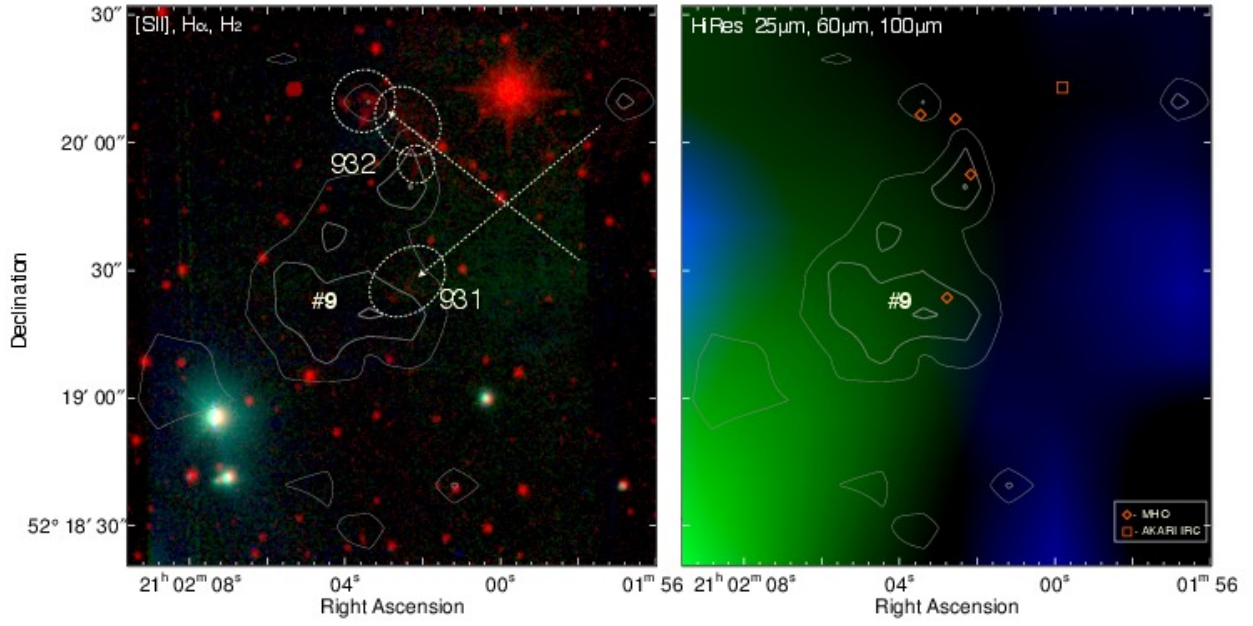 [SII], Hα, H₂
30″
20′ 00″
30″
19′ 00″
52° 18′ 30″
Declination
932
#9
931
21ʰ 02ᵐ 08ˢ
04ˢ
00ˢ
01ᵐ 56
Right Ascension
HiRes 25μm, 60μm, 100μm
#9
- MHO
- AKARI IRC
21ʰ 02ᵐ 08ˢ
04ˢ
00ˢ
01ᵐ 56
Right Ascension